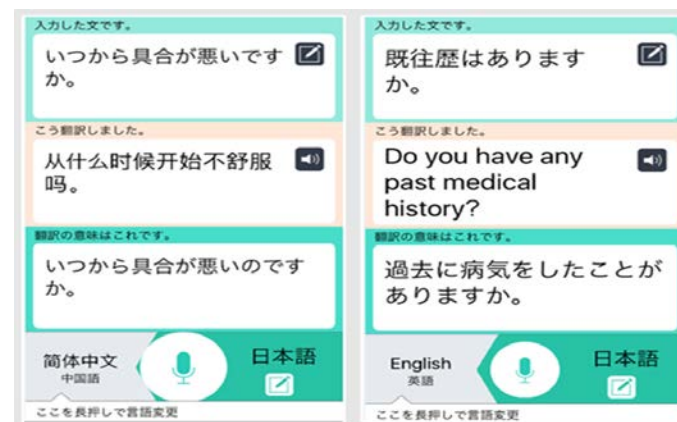 入力した文です。
いつから具合が悪いです
か。
こう翻訳しました。
从什么时候开始不舒服
吗。
翻訳の意味はこれです。
いつから具合が悪いのです
か。
简体中文
中国語
日本語
ここを長押しで言語変更
入力した文です。
既往歴はあります
か。
こう翻訳しました。
Do you have any
past medical
history?
翻訳の意味はこれです。
過去に病気をしたことが
ありますか。
English
英語
日本語
ここを長押しで言語変更